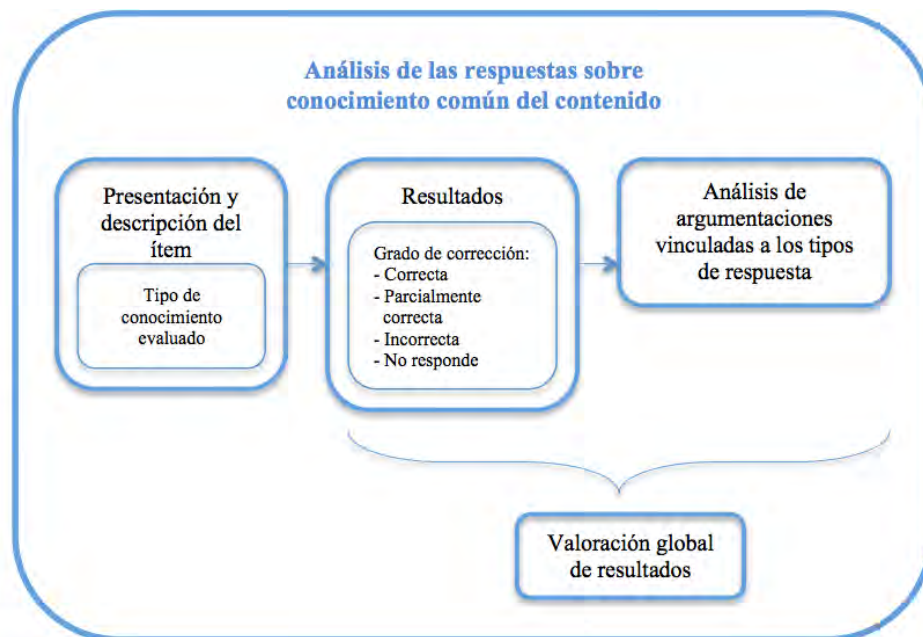 Análisis de las respuestas sobre
conocimiento común del contenido
Presentación y
descripción del
ítem
Tipo de
conocimiento
evaluado
Resultados
Grado de corrección:
- Correcta
- Parcialmente
correcta
- Incorrecta
- No responde
Análisis de
argumentaciones
vinculadas a los tipos
de respuesta
Valoración global
de resultados